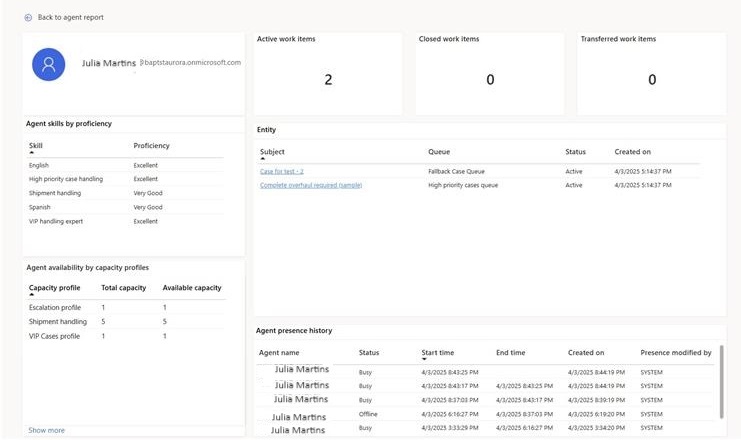 Back to agent report
Julia Martins @baptstaurora.onmicrosoft.com
Active work items
2
Closed work items
0
Transferred work items
0
Agent skills by proficiency
Skill Proficiency
English Excellent
High priority case handling Excellent
Shipment handling Very Good
Spanish Very Good
VIP handling expert Excellent
Entity
Subject Queue Status Created on
Case for test - 2 Fallback Case Queue Active 4/3/2025 5:14:37 PM
Complete overhaul required (sample) High priority cases queue Active 4/3/2025 5:14:37 PM
Agent availability by capacity profiles
Capacity profile Total capacity Available capacity
Escalation profile 1 1
Shipment handling 5 5
VIP Cases profile 1 1
Show more
Agent presence history
Agent name Status Start time End time Created on Presence modified by
Julia Martins Busy 4/3/2025 8:43:25 PM 4/3/2025 8:44:19 PM SYSTEM
Julia Martins Busy 4/3/2025 8:43:17 PM 4/3/2025 8:43:25 PM 4/3/2025 8:44:19 PM SYSTEM
Julia Martins Busy 4/3/2025 8:37:03 PM 4/3/2025 8:43:17 PM 4/3/2025 8:39:19 PM SYSTEM
Julia Martins Offline 4/3/2025 6:16:27 PM 4/3/2025 8:37:03 PM 4/3/2025 6:19:20 PM SYSTEM
Julia Martins Busy 4/3/2025 3:33:29 PM 4/3/2025 6:16:27 PM 4/3/2025 3:34:20 PM SYSTEM